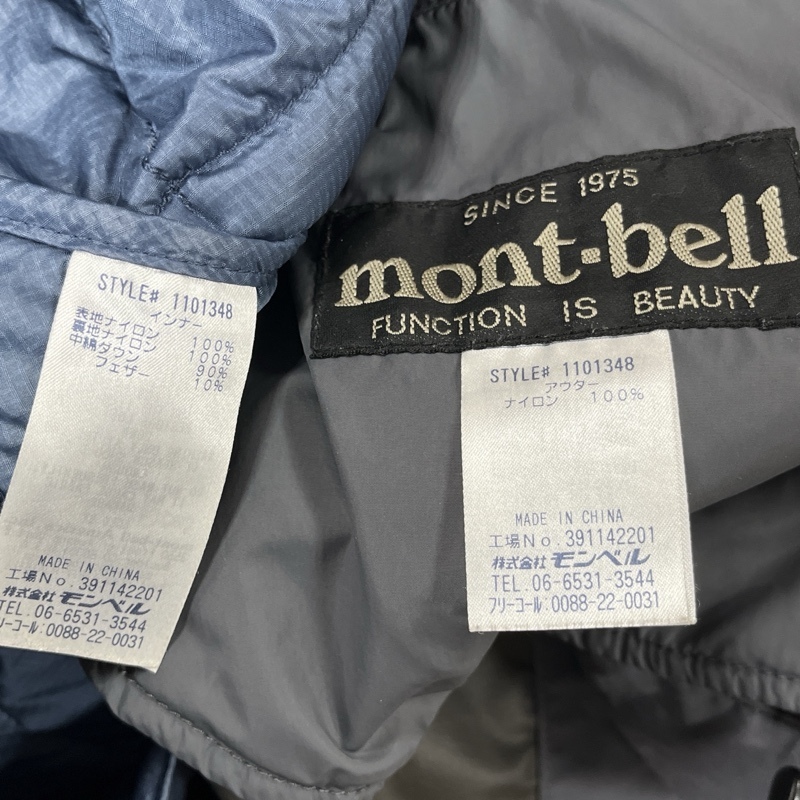 STYLE# 1101348
インナー
表地ナイロン 100%
裏地ナイロン 100%
中綿ダウン 90%
フェザー 10%
MADE IN CHINA
工場No.391142201
株式会社モンベル
TEL.06-6531-3544
フリーコール:0088-22-0031
SINCE 1975
mont-bell
FUNCTION IS BEAUTY
STYLE# 1101348
アウター
ナイロン 100%
MADE IN CHINA
工場No.391142201
株式会社モンベル
TEL.06-6531-3544
フリーコール:0088-22-0031